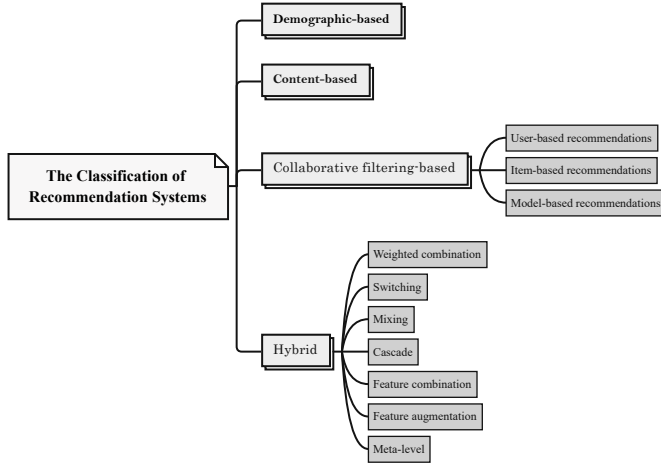 Demographic-based
Content-based
The Classification of
Recommendation Systems
Collaborative filtering-based
User-based recommendations
Item-based recommendations
Model-based recommendations
Hybrid
Weighted combination
Switching
Mixing
Cascade
Feature combination
Feature augmentation
Meta-level